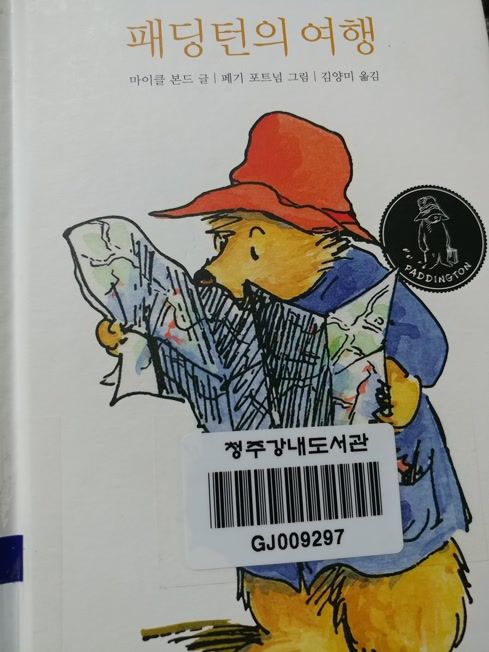 패딩턴의 여행
마이클 본드 글 | 페기 포트넘 그림 | 김양미 옮김
PADDINGTON
청주강내도서관
GJ009297